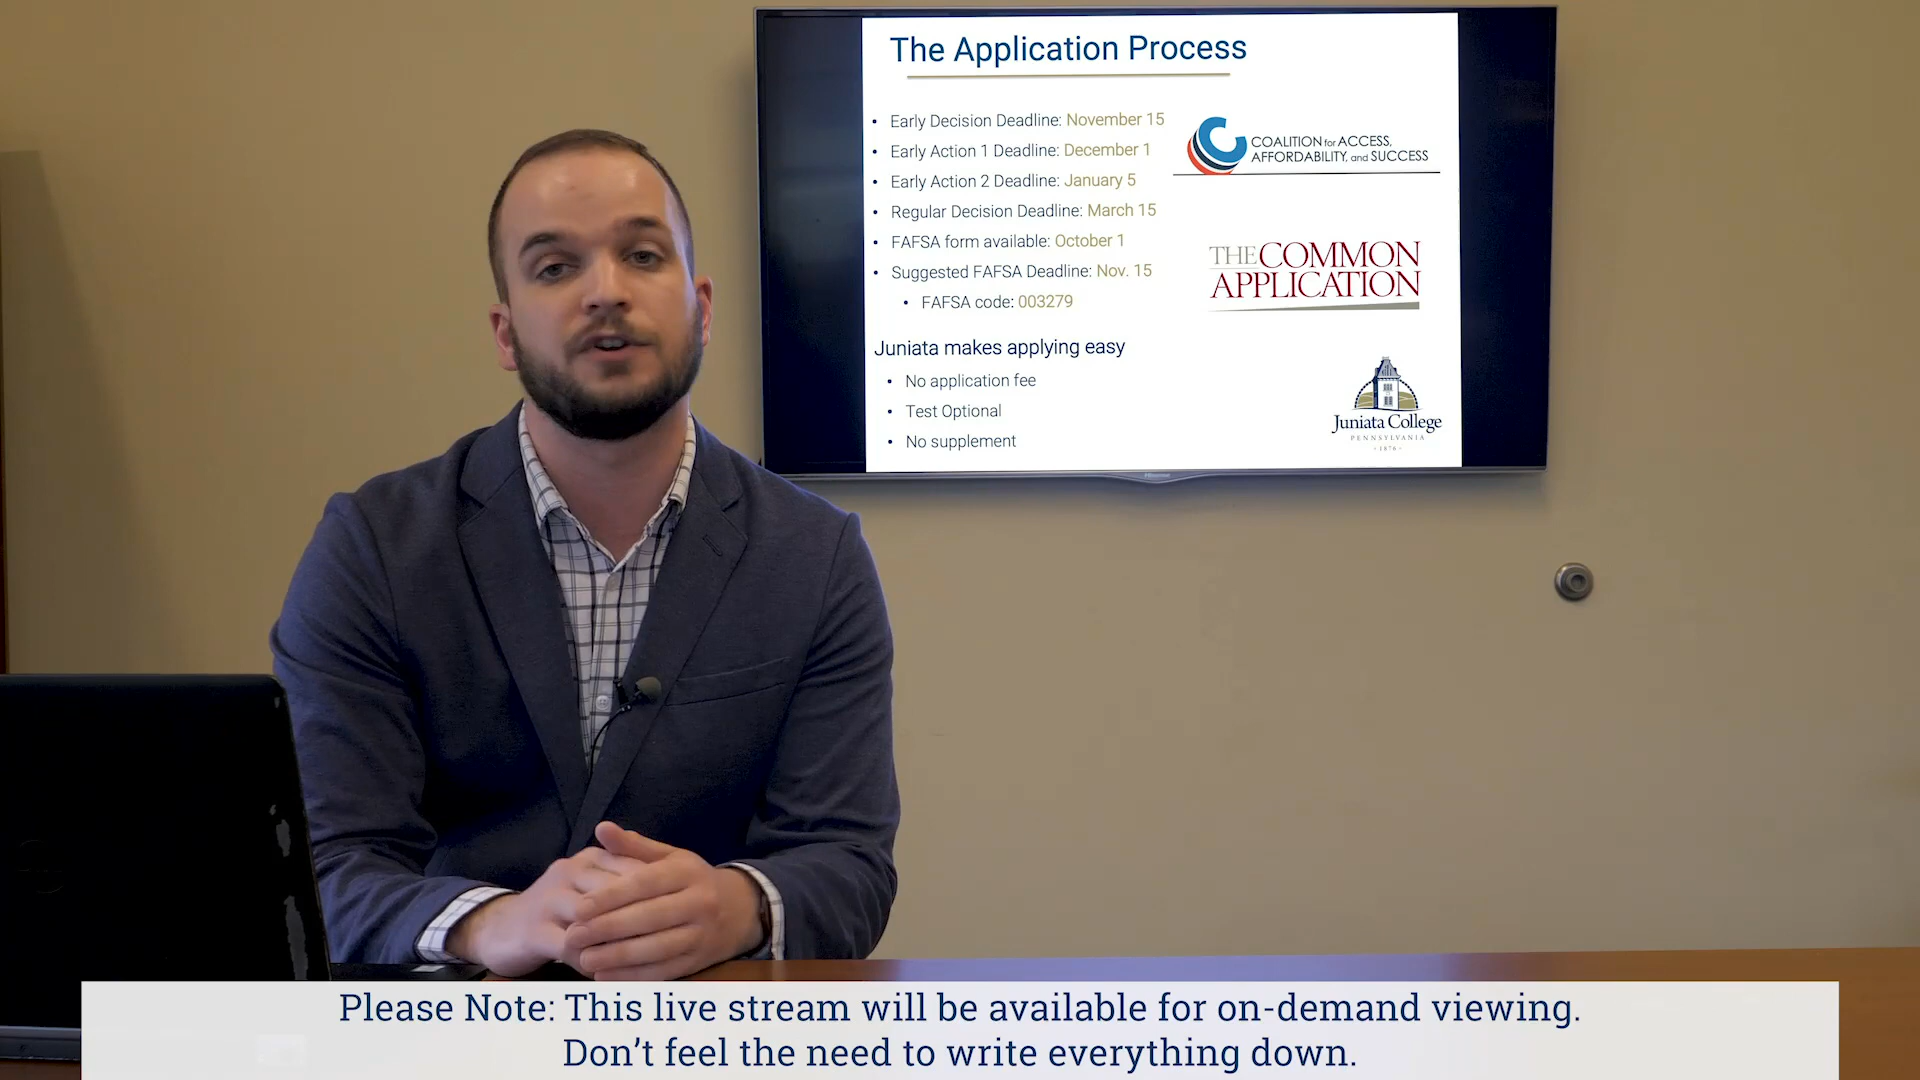 The Application Process
• Early Decision Deadline: November 15
• Early Action 1 Deadline: December 1
• Early Action 2 Deadline: January 5
• Regular Decision Deadline: March 15
• FAFSA form available: October 1
• Suggested FAFSA Deadline: Nov. 15
• FAFSA code: 003279
Juniata makes applying easy
• No application fee
• Test Optional
• No supplement
COALITION for ACCESS,
AFFORDABILITY, and SUCCESS
THE COMMON
APPLICATION
Juniata College
PENNSYLVANIA
• 1876 •
Hisense
Please Note: This live stream will be available for on-demand viewing.
Don't feel the need to write everything down.